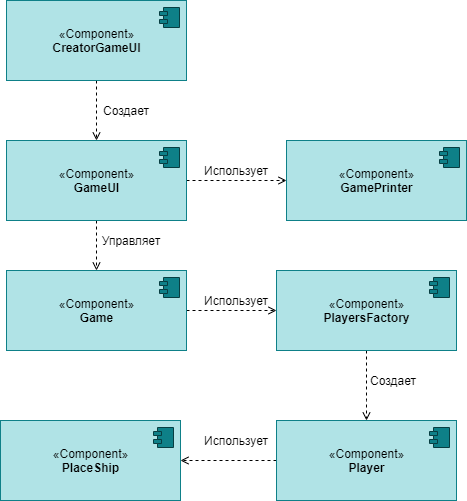 «Component»
CreatorGameUI
Создает
«Component»
GameUI
Использует
«Component»
GamePrinter
Управляет
«Component»
Game
Использует
«Component»
PlayersFactory
Создает
«Component»
PlaceShip
Использует
«Component»
Player